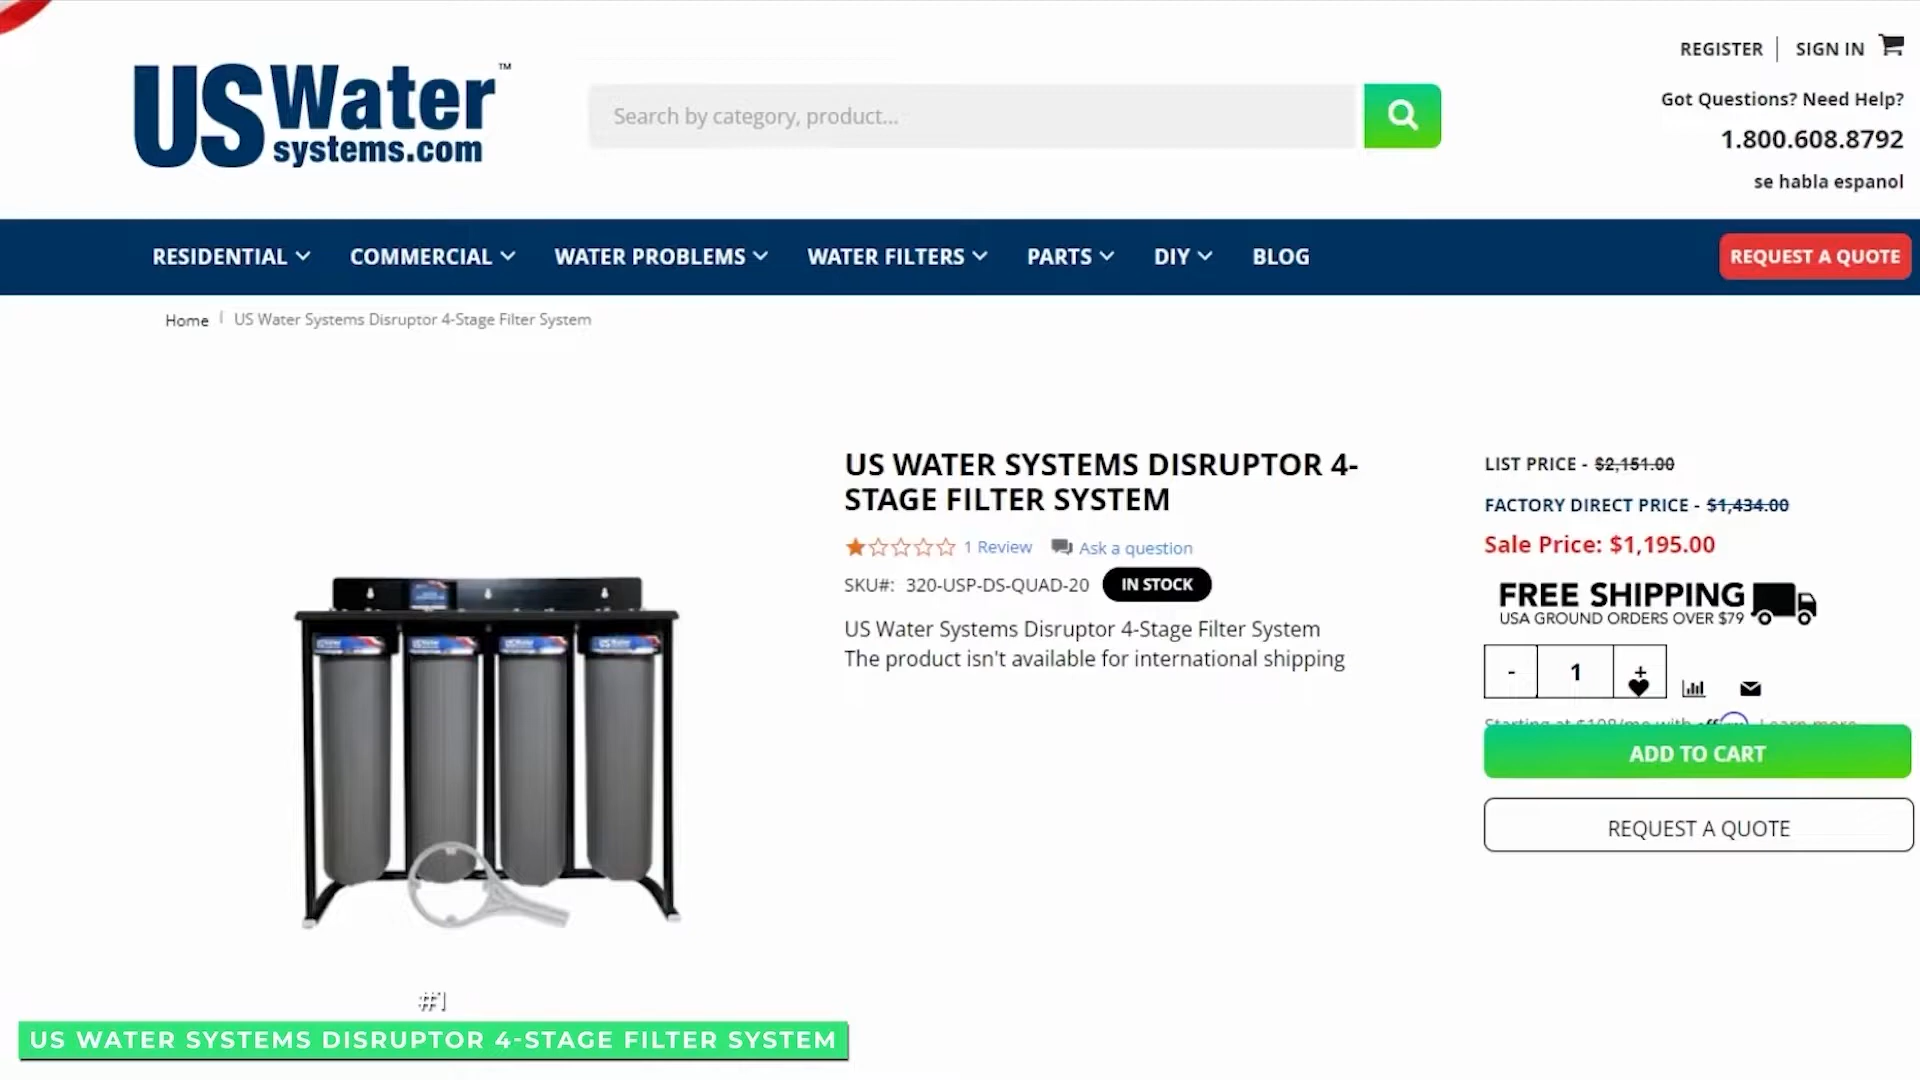 US Water™
systems.com
Search by category, product...
REGISTER
SIGN IN
Got Questions? Need Help?
1.800.608.8792
se habla espanol
RESIDENTIAL
COMMERCIAL
WATER PROBLEMS
WATER FILTERS
PARTS
DIY
BLOG
REQUEST A QUOTE
Home | US Water Systems Disruptor 4-Stage Filter System
US WATER SYSTEMS DISRUPTOR 4-
STAGE FILTER SYSTEM
1 Review
Ask a question
SKU#: 320-USP-DS-QUAD-20
IN STOCK
US Water Systems Disruptor 4-Stage Filter System
The product isn't available for international shipping
LIST PRICE - $2,151.00
FACTORY DIRECT PRICE - $1,434.00
Sale Price: $1,195.00
FREE SHIPPING
USA GROUND ORDERS OVER $79
- 1 +
Learn more
ADD TO CART
REQUEST A QUOTE
#1
US WATER SYSTEMS DISRUPTOR 4-STAGE FILTER SYSTEM